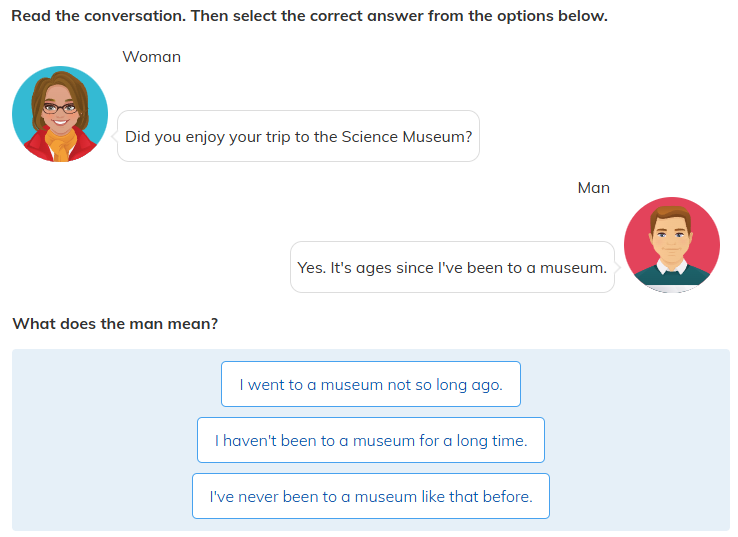 Read the conversation. Then select the correct answer from the options below.
Woman
Did you enjoy your trip to the Science Museum?
Man
Yes. It's ages since I've been to a museum.
What does the man mean?
I went to a museum not so long ago.
I haven't been to a museum for a long time.
I've never been to a museum like that before.